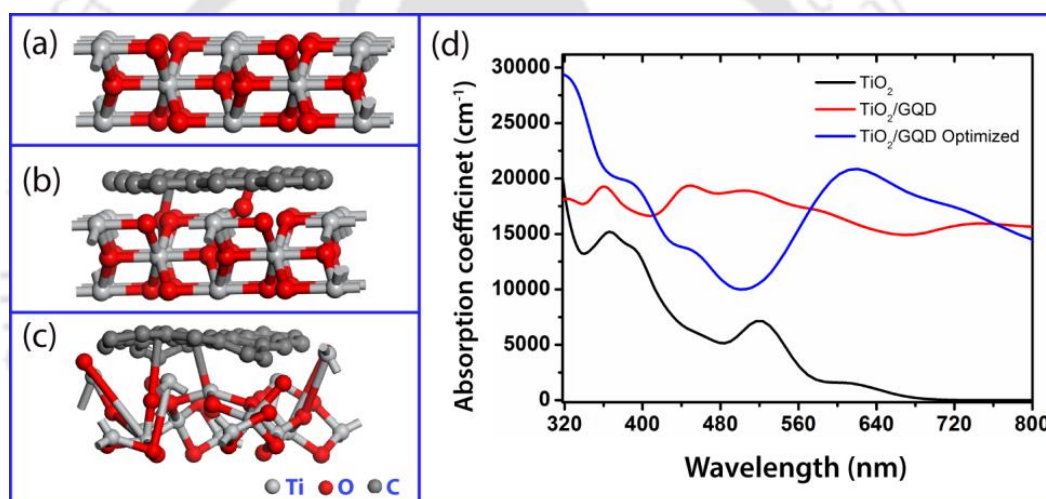 (a)
(b)
(c)
Ti O C
(d)
Absorption coefficinet (cm⁻¹)
30000
25000
20000
15000
10000
5000
0
TiO₂
TiO₂/GQD
TiO₂/GQD Optimized
320 400 480 560 640 720 800
Wavelength (nm)